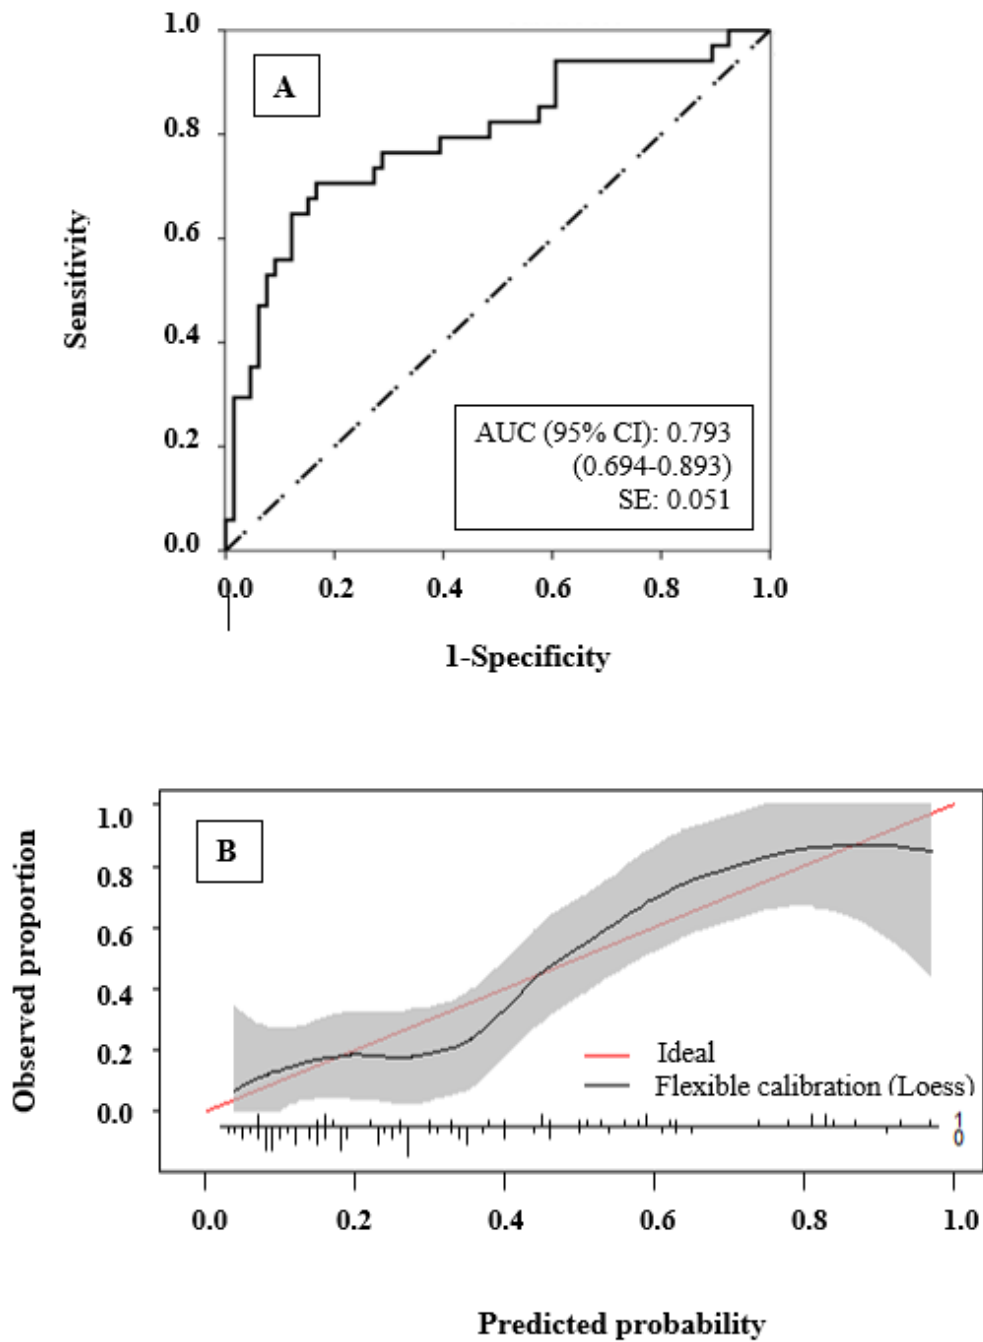 1.0
A
0.8
0.6
0.4
0.2
0.0
Sensitivity
AUC (95% CI): 0.793
(0.694-0.893)
SE: 0.051
0.0 0.2 0.4 0.6 0.8 1.0
1-Specificity
1.0
B
0.8
0.6
0.4
0.2
0.0
Observed proportion
Ideal
Flexible calibration (Loess)
1
0
0.0 0.2 0.4 0.6 0.8 1.0
Predicted probability